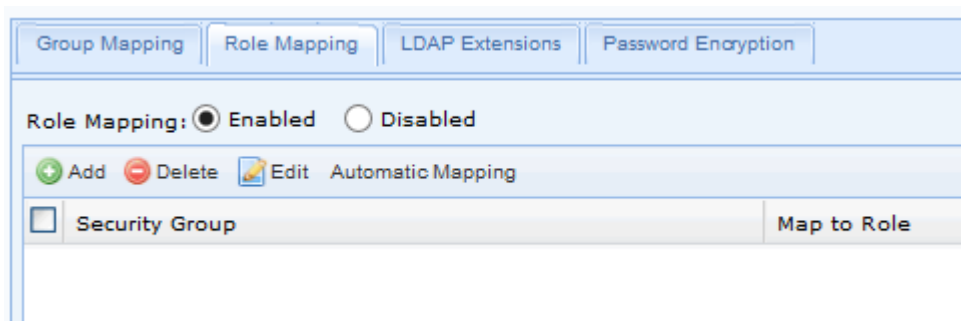 Group Mapping Role Mapping LDAP Extensions Password Encryption
Role Mapping: Enabled Disabled
Add Delete Edit Automatic Mapping
Security Group Map to Role